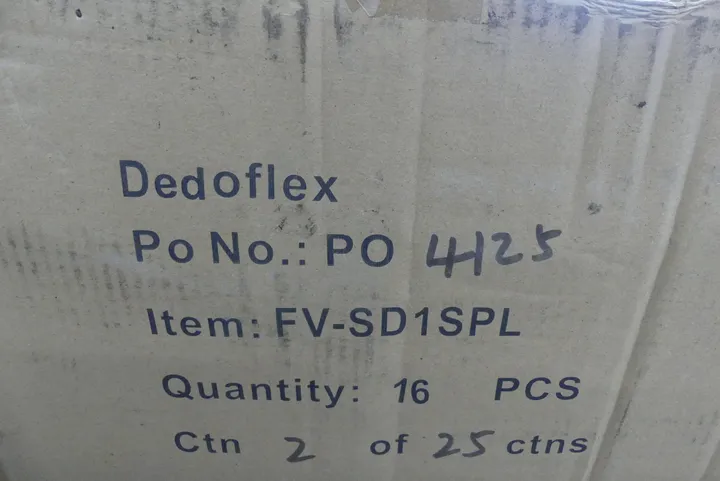 Dedoflex
Po No.: PO 4125
Item: FV-SD1SPL
Quantity: 16 PCS
Ctn 2 of 25 ctns